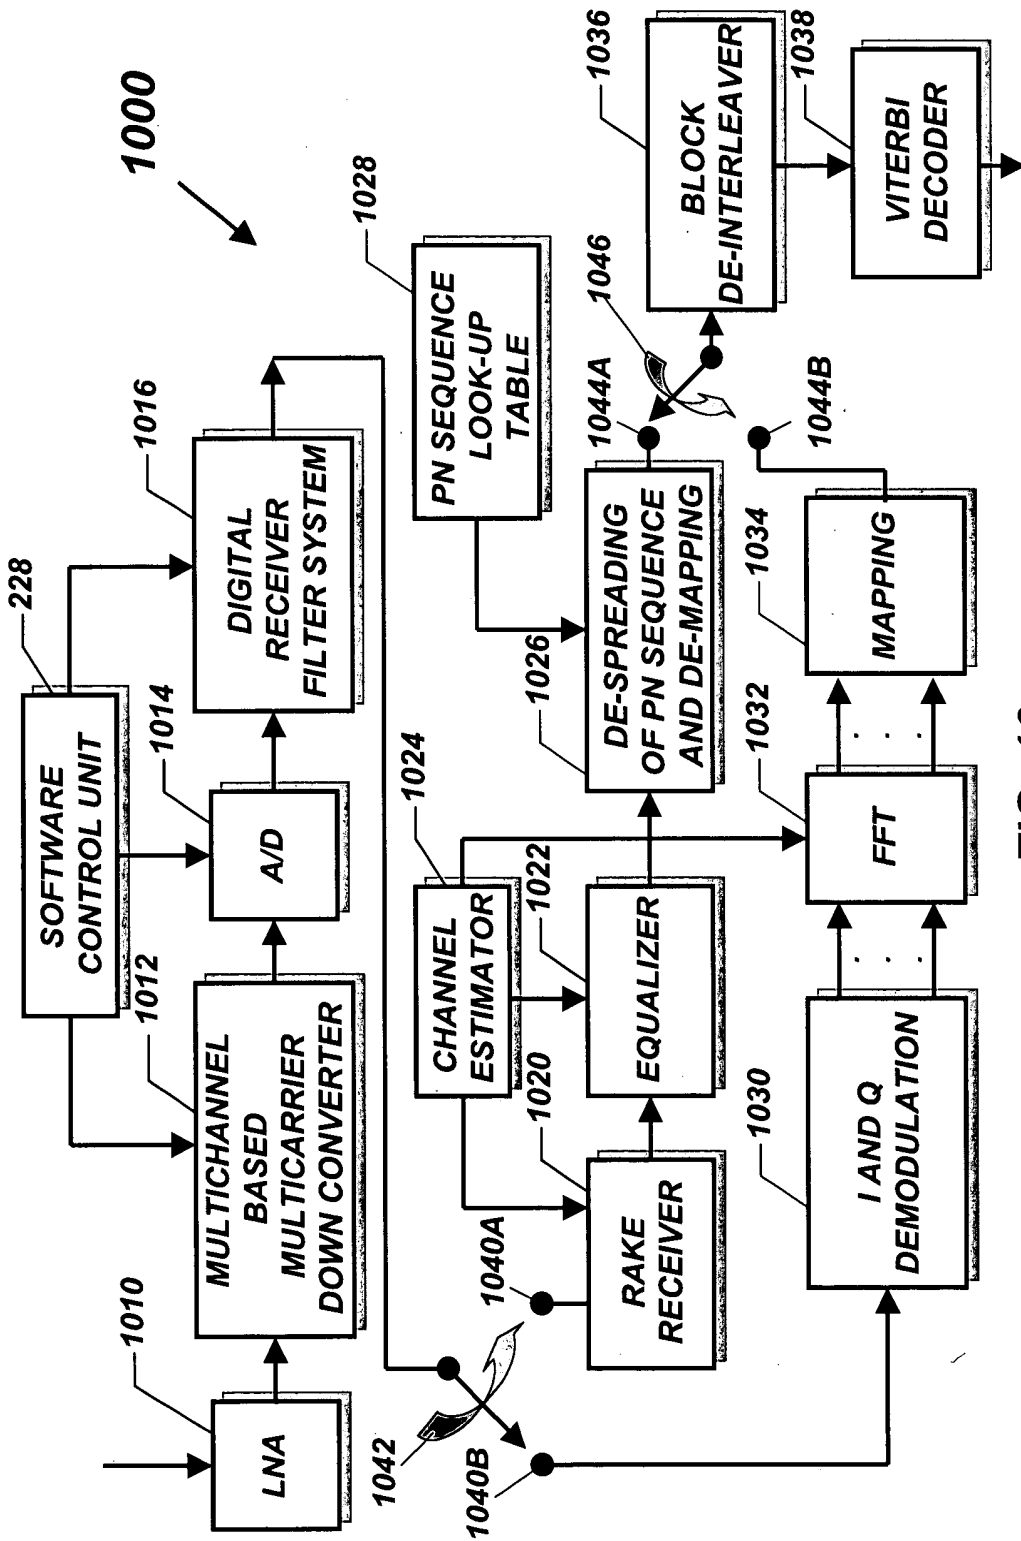 1000
SOFTWARE
CONTROL UNIT
228
1010
LNA
1012
MULTICHANNEL
BASED
MULTICARRIER
DOWN CONVERTER
1014
A/D
1016
DIGITAL
RECEIVER
FILTER SYSTEM
1042
1040A
1040B
1020
RAKE
RECEIVER
1024
CHANNEL
ESTIMATOR
1022
EQUALIZER
1028
PN SEQUENCE
LOOK-UP
TABLE
1026
DE-SPREADING
OF PN SEQUENCE
AND DE-MAPPING
1030
I AND Q
DEMODULATION
1032
FFT
1034
MAPPING
1044A
1044B
1046
1036
BLOCK
DE-INTERLEAVER
1038
VITERBI
DECODER